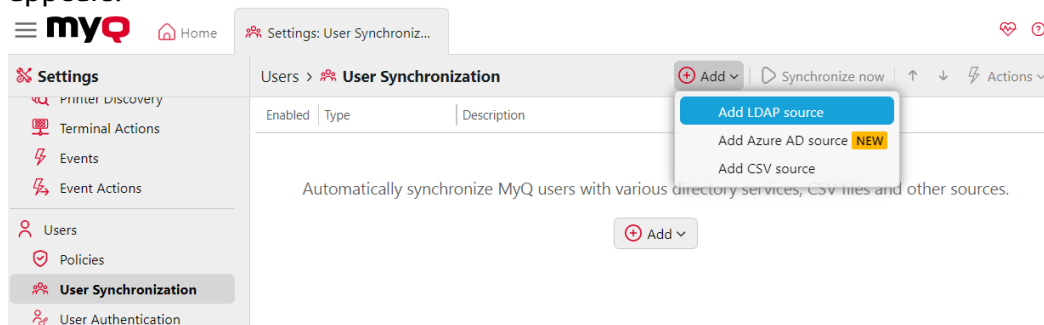 appears.
myQ Home Settings: User Synchroniz...
Settings Users > User Synchronization Add Synchronize now Actions
Printer Discovery
Enabled Type Description
Terminal Actions
Add LDAP source
Events
Add Azure AD source NEW
Event Actions
Add CSV source
Automatically synchronize MyQ users with various directory services, CSV files and other sources.
Users
Add
Policies
User Synchronization
User Authentication